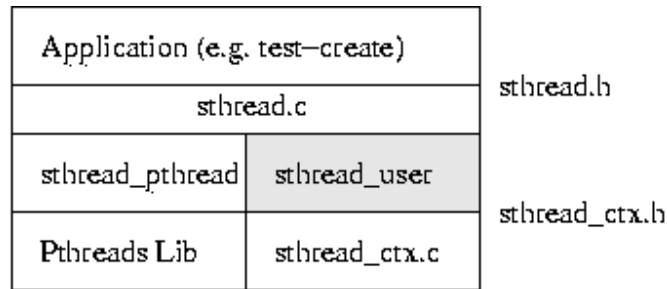 Application (e.g. test-create)
sthread.h
sthread.c
sthread_pthread
sthread_user
sthread_ctx.h
Pthreads Lib
sthread_ctx.c